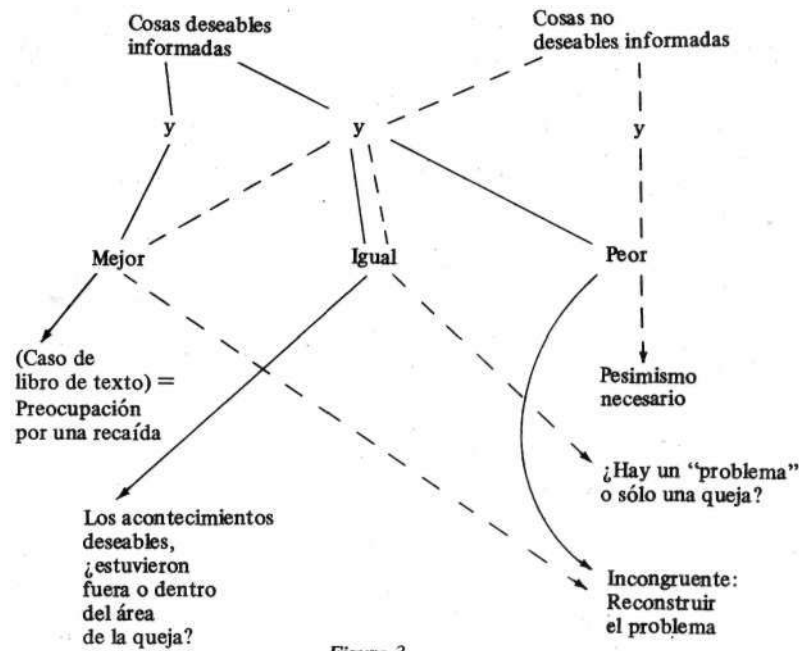 Cosas deseables
informadas
Cosas no
deseables informadas
y
y
y
Mejor
Igual
Peor
(Caso de
libro de texto) =
Preocupación
por una recaída
Pesimismo
necesario
¿Hay un “problema”
o sólo una queja?
Los acontecimientos
deseables,
¿estuvieron
fuera o dentro
del área
de la queja?
Incongruente:
Reconstruir
el problema